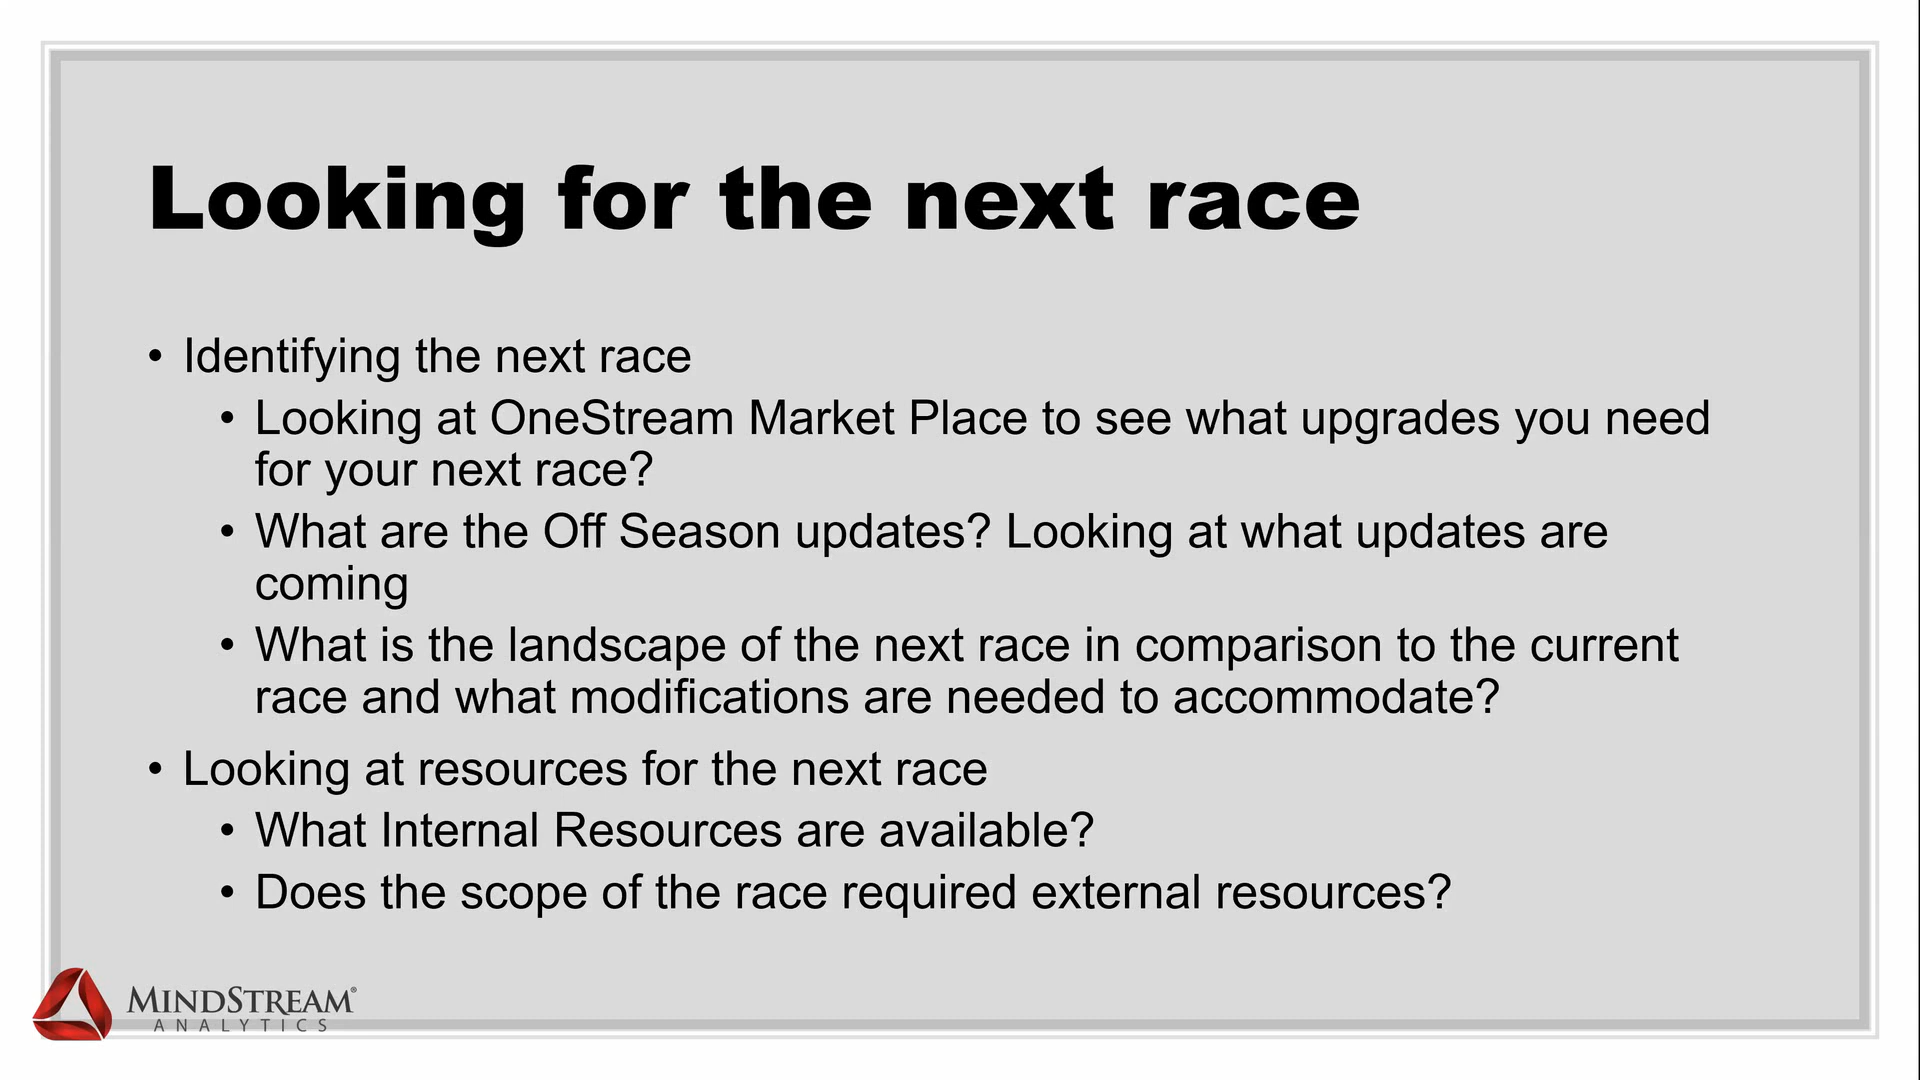 Looking for the next race
• Identifying the next race
• Looking at OneStream Market Place to see what upgrades you need
for your next race?
• What are the Off Season updates? Looking at what updates are
coming
• What is the landscape of the next race in comparison to the current
race and what modifications are needed to accommodate?
• Looking at resources for the next race
• What Internal Resources are available?
• Does the scope of the race required external resources?
MINDSTREAM®
ANALYTICS